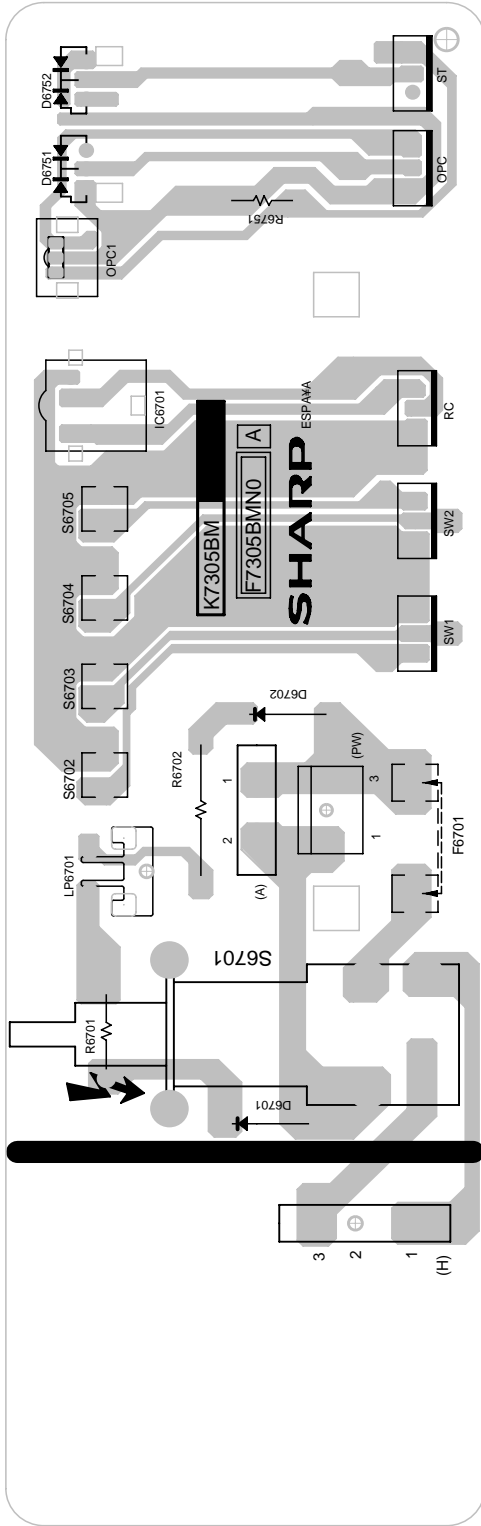 D6752
D6751
ST
OPC
R6751
OPC1
IC6701
ESPAɎA
RC
K7305BM
A
F7305BMN0
SHARP
S6705
S6704
S6703
S6702
SW2
SW1
D6702
R6702
1
2
(A)
(PW)
3
1
F6701
LP6701
S6701
R6701
D6701
3
2
1
(H)